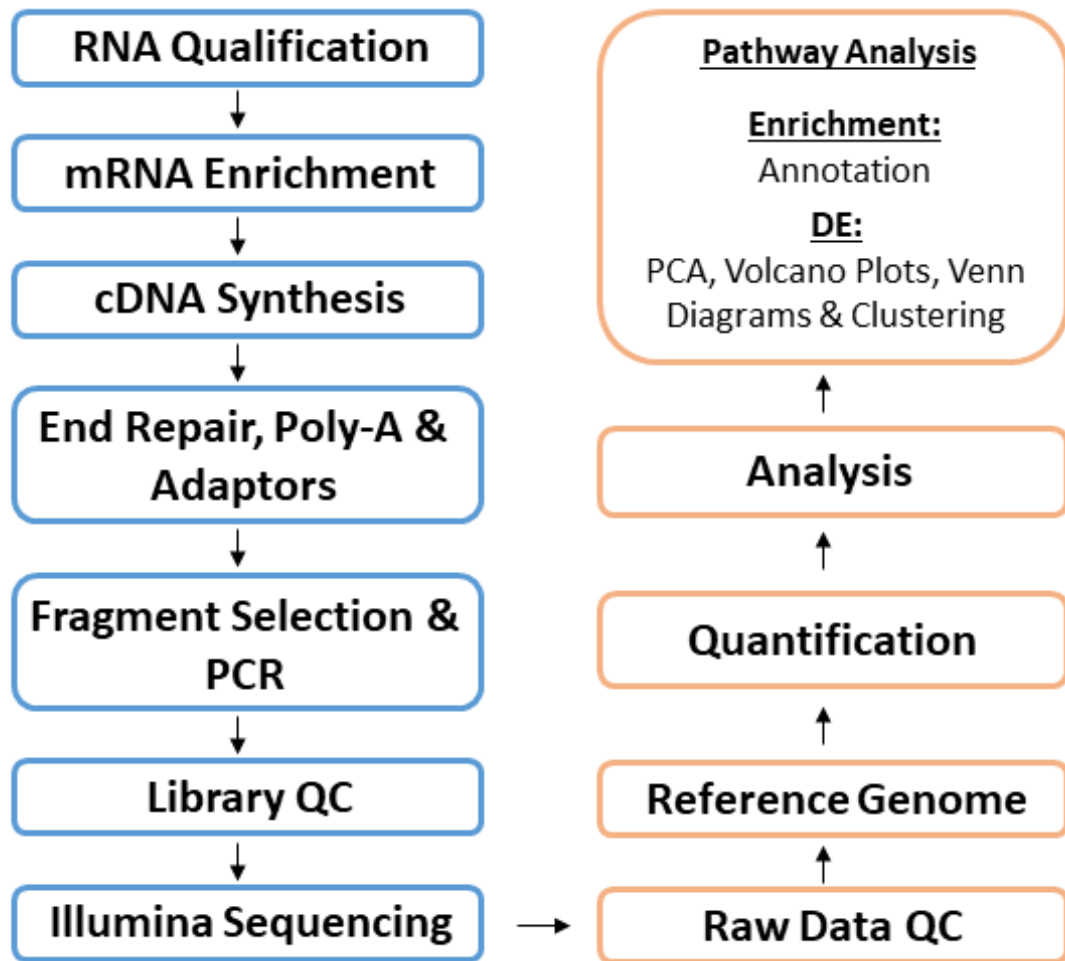 RNA Qualification
mRNA Enrichment
cDNA Synthesis
End Repair, Poly-A &
Adaptors
Fragment Selection &
PCR
Library QC
Illumina Sequencing
Raw Data QC
Reference Genome
Quantification
Analysis
Pathway Analysis
Enrichment:
Annotation
DE:
PCA, Volcano Plots, Venn
Diagrams & Clustering